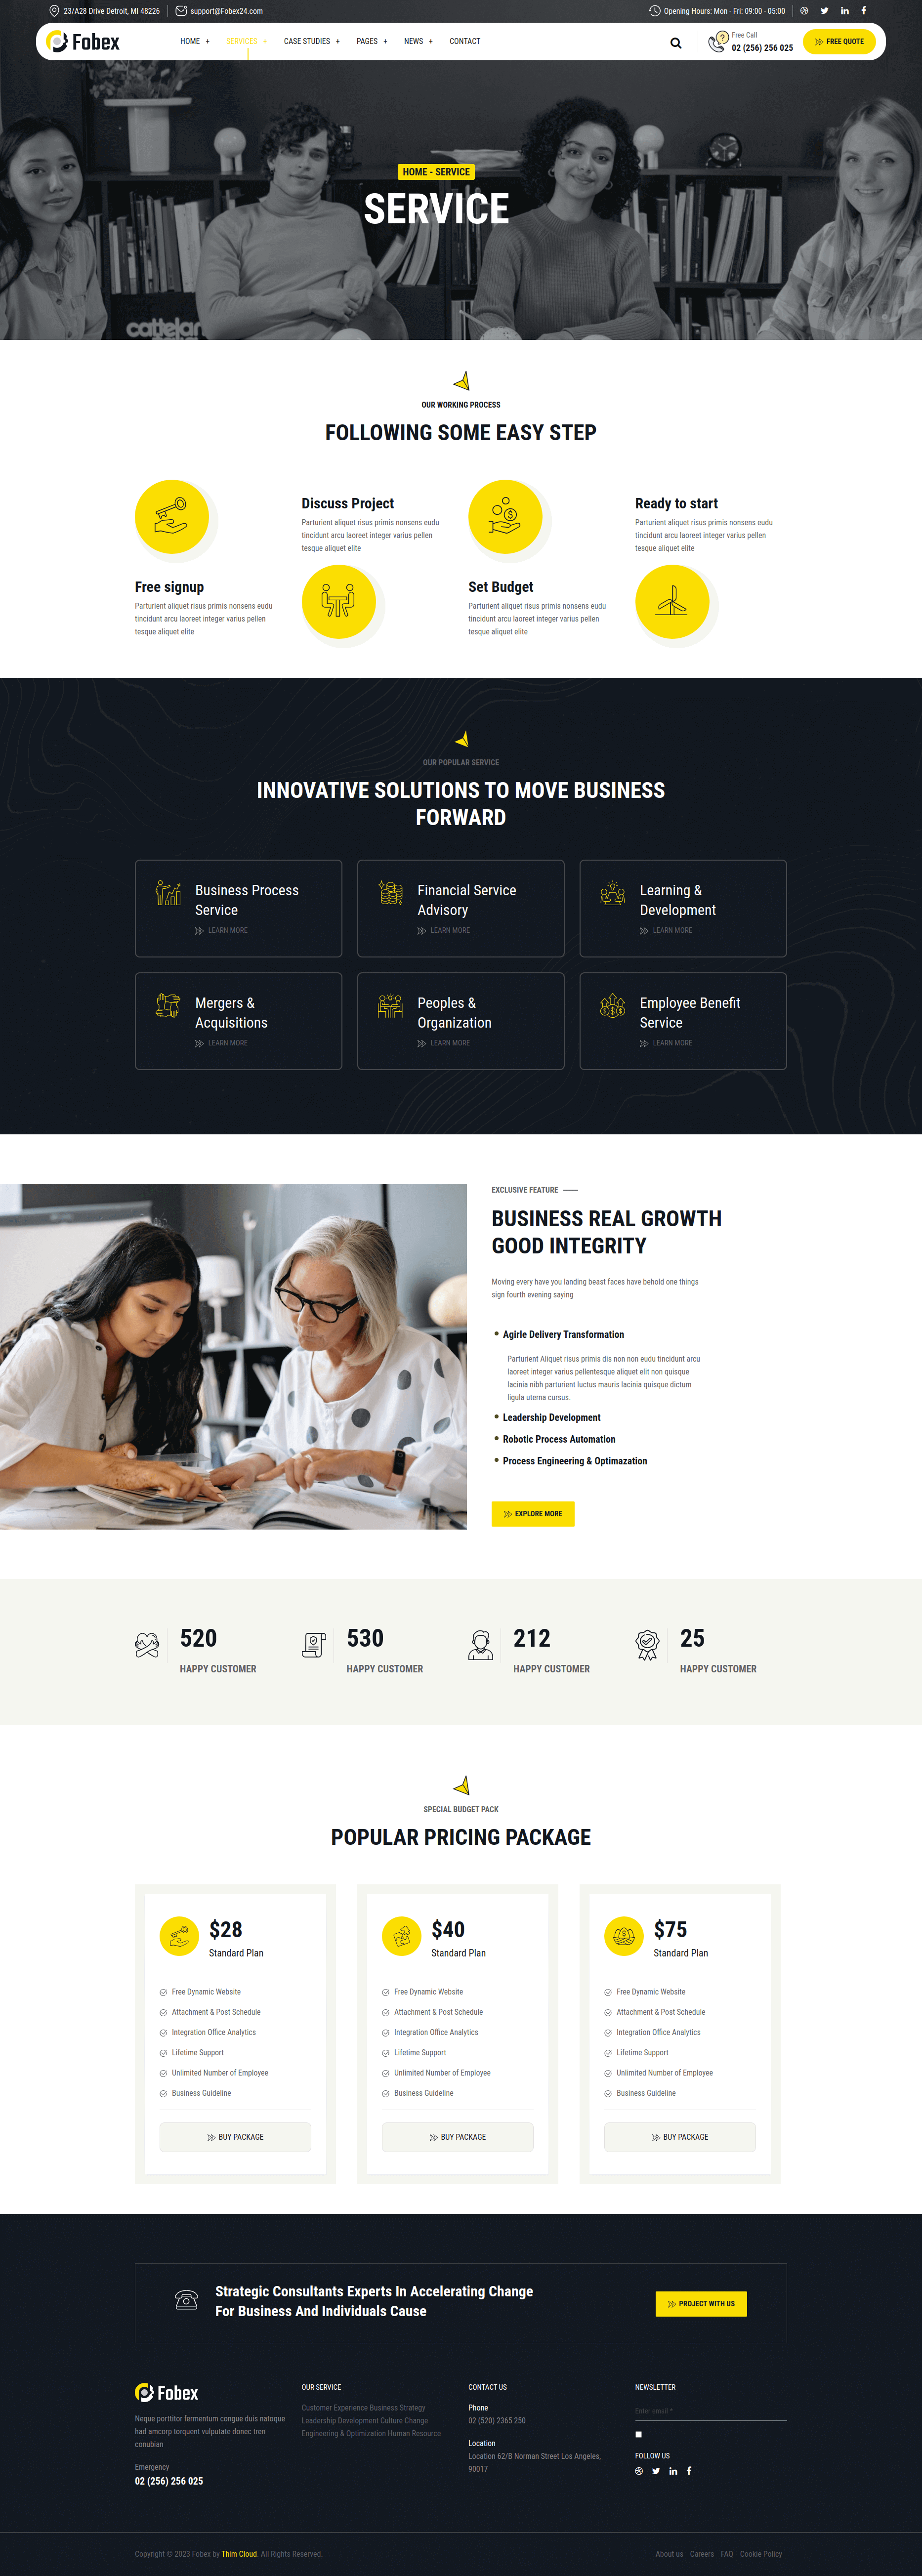 23/A28 Drive Detroit, MI 48226
support@Fobex24.com
Opening Hours: Mon - Fri: 09:00 - 05:00
Fobex
HOME +
SERVICES +
CASE STUDIES +
PAGES +
NEWS +
CONTACT
Free Call
02 (256) 256 025
FREE QUOTE
HOME - SERVICE
SERVICE
cattelan
OUR WORKING PROCESS
FOLLOWING SOME EASY STEP
Free signup
Parturient aliquet risus primis nonsens eudu
tincidunt arcu laoreet integer varius pellen
tesque aliquet elite
Discuss Project
Parturient aliquet risus primis nonsens eudu
tincidunt arcu laoreet integer varius pellen
tesque aliquet elite
Set Budget
Parturient aliquet risus primis nonsens eudu
tincidunt arcu laoreet integer varius pellen
tesque aliquet elite
Ready to start
Parturient aliquet risus primis nonsens eudu
tincidunt arcu laoreet integer varius pellen
tesque aliquet elite
OUR POPULAR SERVICE
INNOVATIVE SOLUTIONS TO MOVE BUSINESS
FORWARD
Business Process
Service
LEARN MORE
Financial Service
Advisory
LEARN MORE
Learning &
Development
LEARN MORE
Mergers &
Acquisitions
LEARN MORE
Peoples &
Organization
LEARN MORE
Employee Benefit
Service
LEARN MORE
EXCLUSIVE FEATURE
BUSINESS REAL GROWTH
GOOD INTEGRITY
Moving every have you landing beast faces have behold one things
sign fourth evening saying
Agirle Delivery Transformation
Parturient Aliquet risus primis dis non non eudu tincidunt arcu
laoreet integer varius pellentesque aliquet elit non quisque
lacinia nibh parturient luctus mauris lacinia quisque dictum
ligula uterna cursus.
Leadership Development
Robotic Process Automation
Process Engineering & Optimazation
EXPLORE MORE
520
HAPPY CUSTOMER
530
HAPPY CUSTOMER
212
HAPPY CUSTOMER
25
HAPPY CUSTOMER
SPECIAL BUDGET PACK
POPULAR PRICING PACKAGE
$28
Standard Plan
Free Dynamic Website
Attachment & Post Schedule
Integration Office Analytics
Lifetime Support
Unlimited Number of Employee
Business Guideline
BUY PACKAGE
$40
Standard Plan
Free Dynamic Website
Attachment & Post Schedule
Integration Office Analytics
Lifetime Support
Unlimited Number of Employee
Business Guideline
BUY PACKAGE
$75
Standard Plan
Free Dynamic Website
Attachment & Post Schedule
Integration Office Analytics
Lifetime Support
Unlimited Number of Employee
Business Guideline
BUY PACKAGE
Strategic Consultants Experts In Accelerating Change
For Business And Individuals Cause
PROJECT WITH US
Fobex
Neque porttitor fermentum congue duis natoque
had amcorp torquent vulputate donec tren
conubian
Emergency
02 (256) 256 025
OUR SERVICE
Customer Experience Business Strategy
Leadership Development Culture Change
Engineering & Optimization Human Resource
CONTACT US
Phone
02 (520) 2365 250
Location
Location 62/B Norman Street Los Angeles,
90017
NEWSLETTER
Enter email *
FOLLOW US
Copyright © 2023 Fobex by Thim Cloud. All Rights Reserved.
About us
Careers
FAQ
Cookie Policy